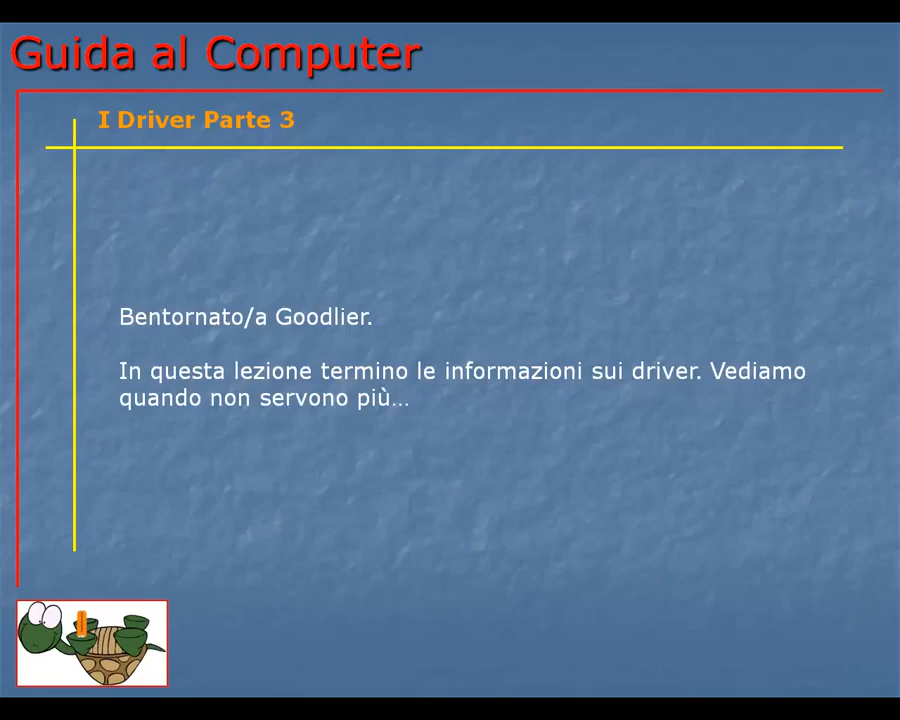 Guida al Computer
I Driver Parte 3
Bentornato/a Goodlier.
In questa lezione termino le informazioni sui driver. Vediamo
quando non servono più...